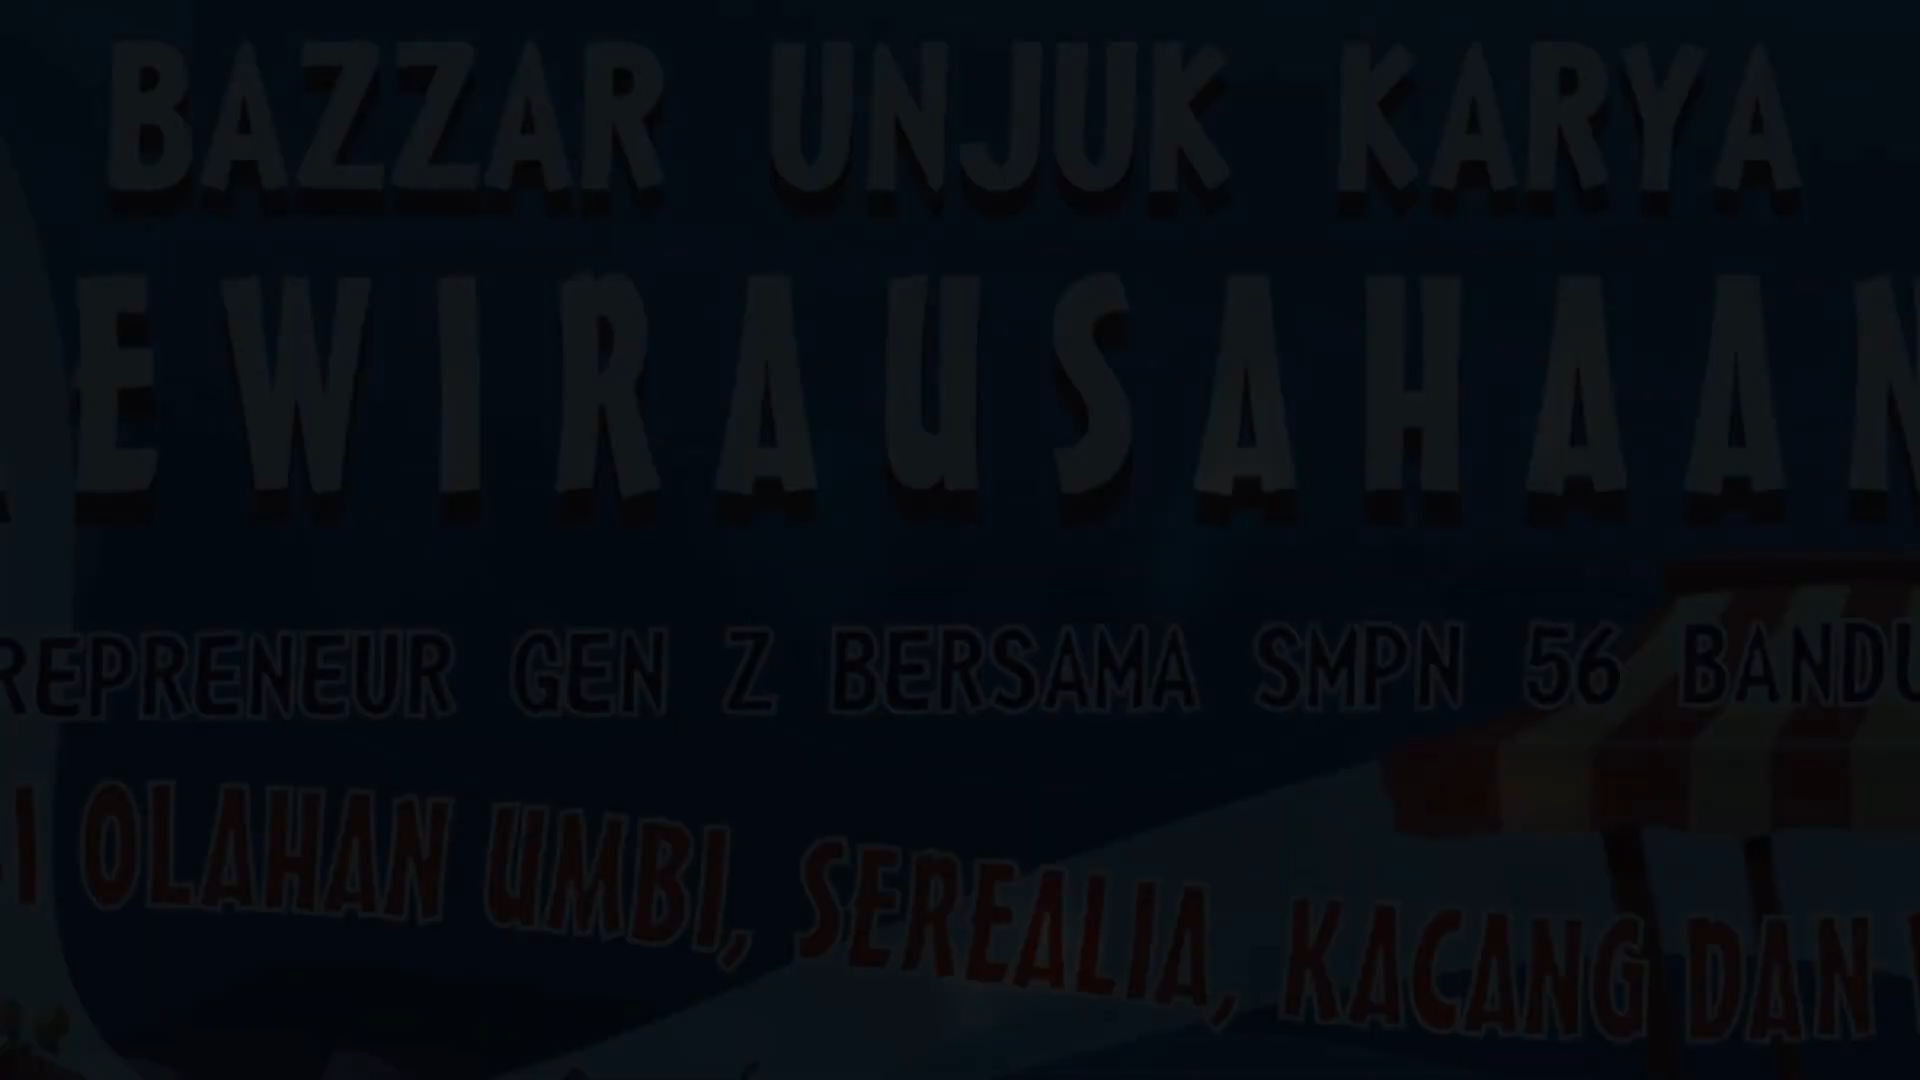 BAZZAR UNJUK KARYA
EWIRAUSAHAAN
REPRENEUR GEN Z BERSAMA SMPN 56 BANDU
I OLAHAN UMBI, SEREALIA, KACANG DAN